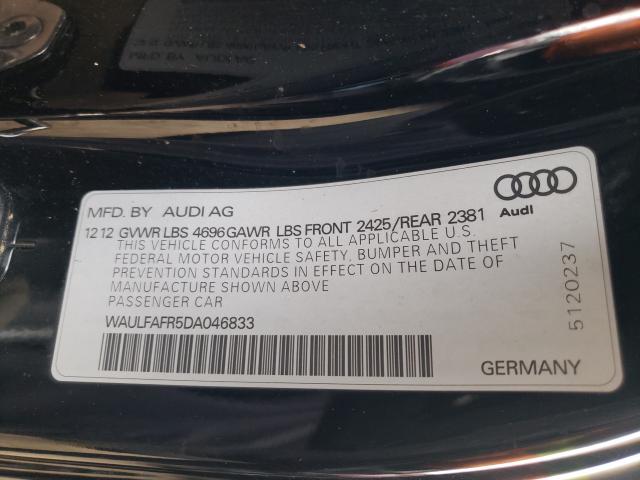 MFD. BY AUDI AG
Audi
12 12 GVWR LBS 4696 GAWR LBS FRONT 2425/REAR 2381
THIS VEHICLE CONFORMS TO ALL APPLICABLE U.S.
FEDERAL MOTOR VEHICLE SAFETY, BUMPER AND THEFT
PREVENTION STANDARDS IN EFFECT ON THE DATE OF
MANUFACTURE SHOWN ABOVE
PASSENGER CAR
WAULFAFR5DA046833
GERMANY
5120237